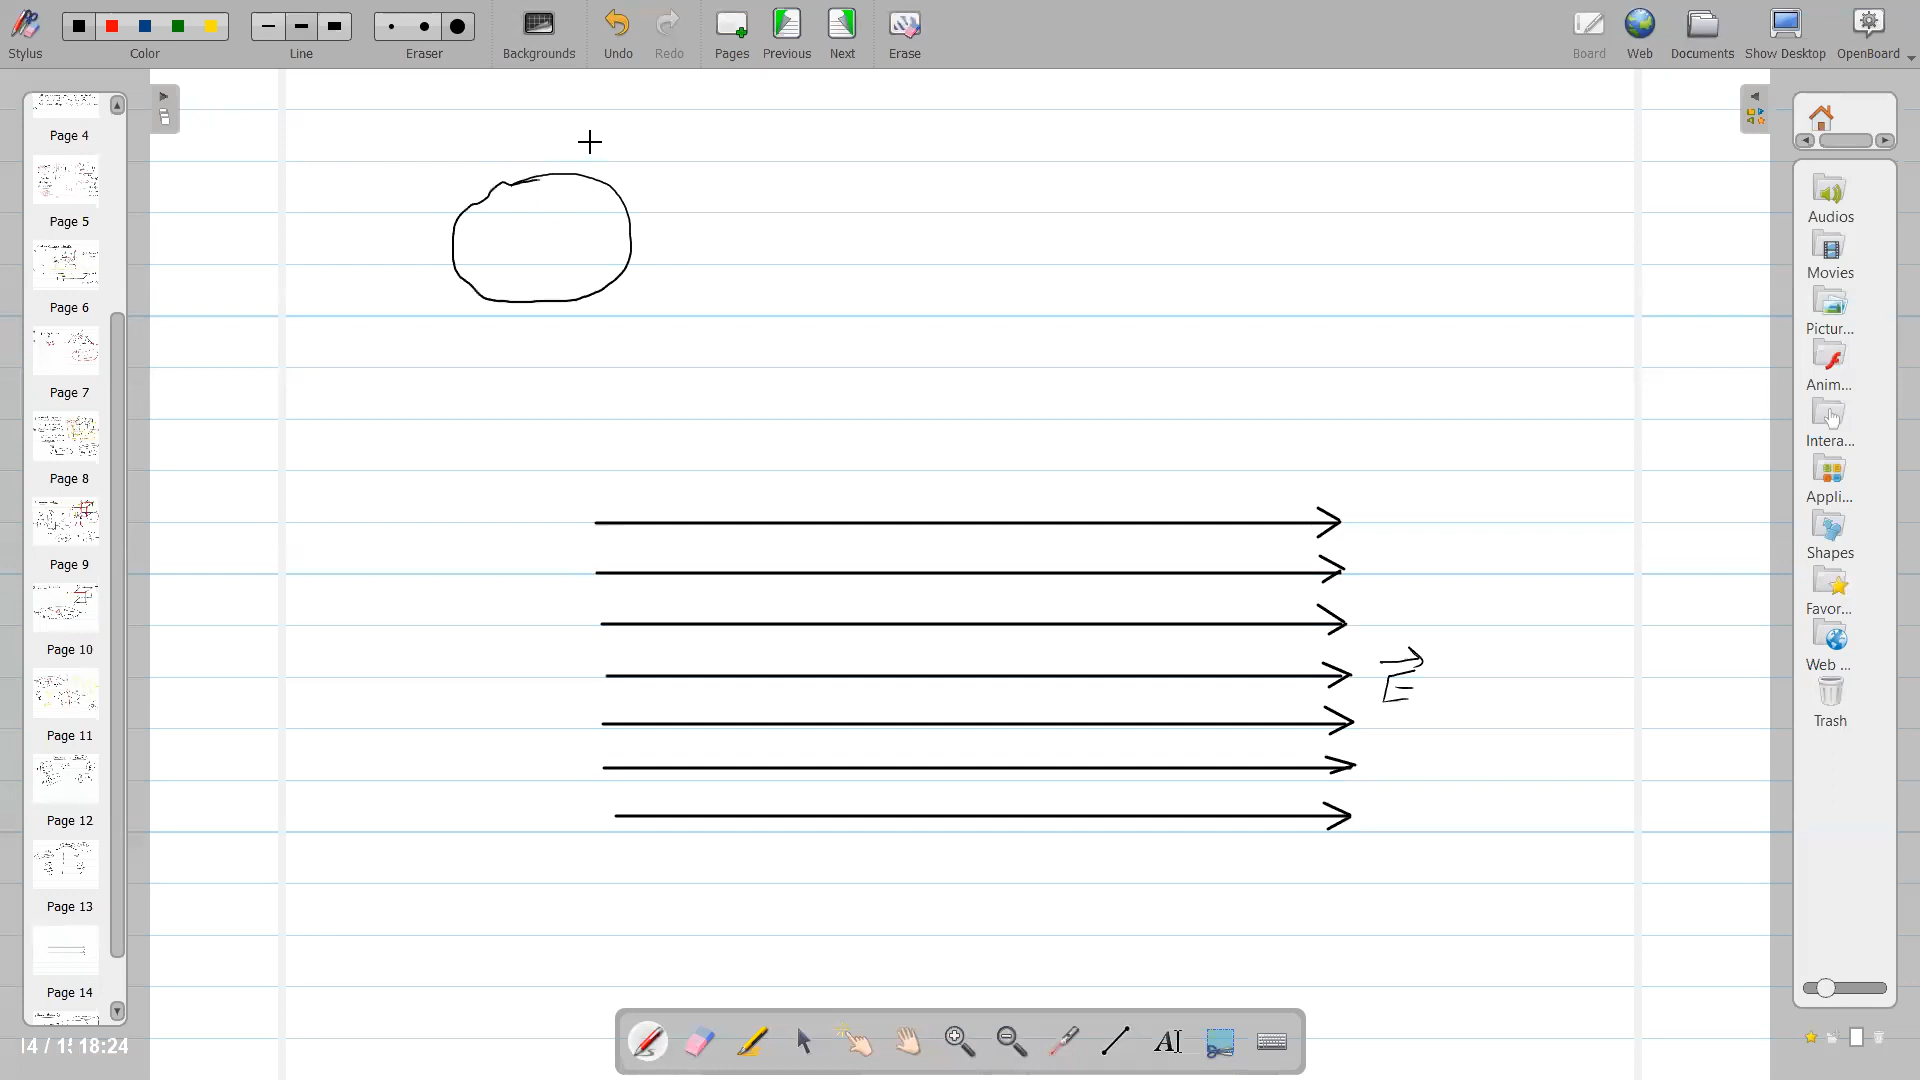 Stylus
Color
Line
Eraser
Backgrounds
Undo
Redo
Pages
Previous
Next
Erase
Board
Web
Documents
Show Desktop
OpenBoard
Page 4
Page 5
Page 6
Page 7
Page 8
Page 9
Page 10
Page 11
Page 12
Page 13
Page 14
18:24
Audios
Movies
Pictur...
Anim...
Intera...
Appli...
Shapes
Favor...
Web ...
Trash
E
AI